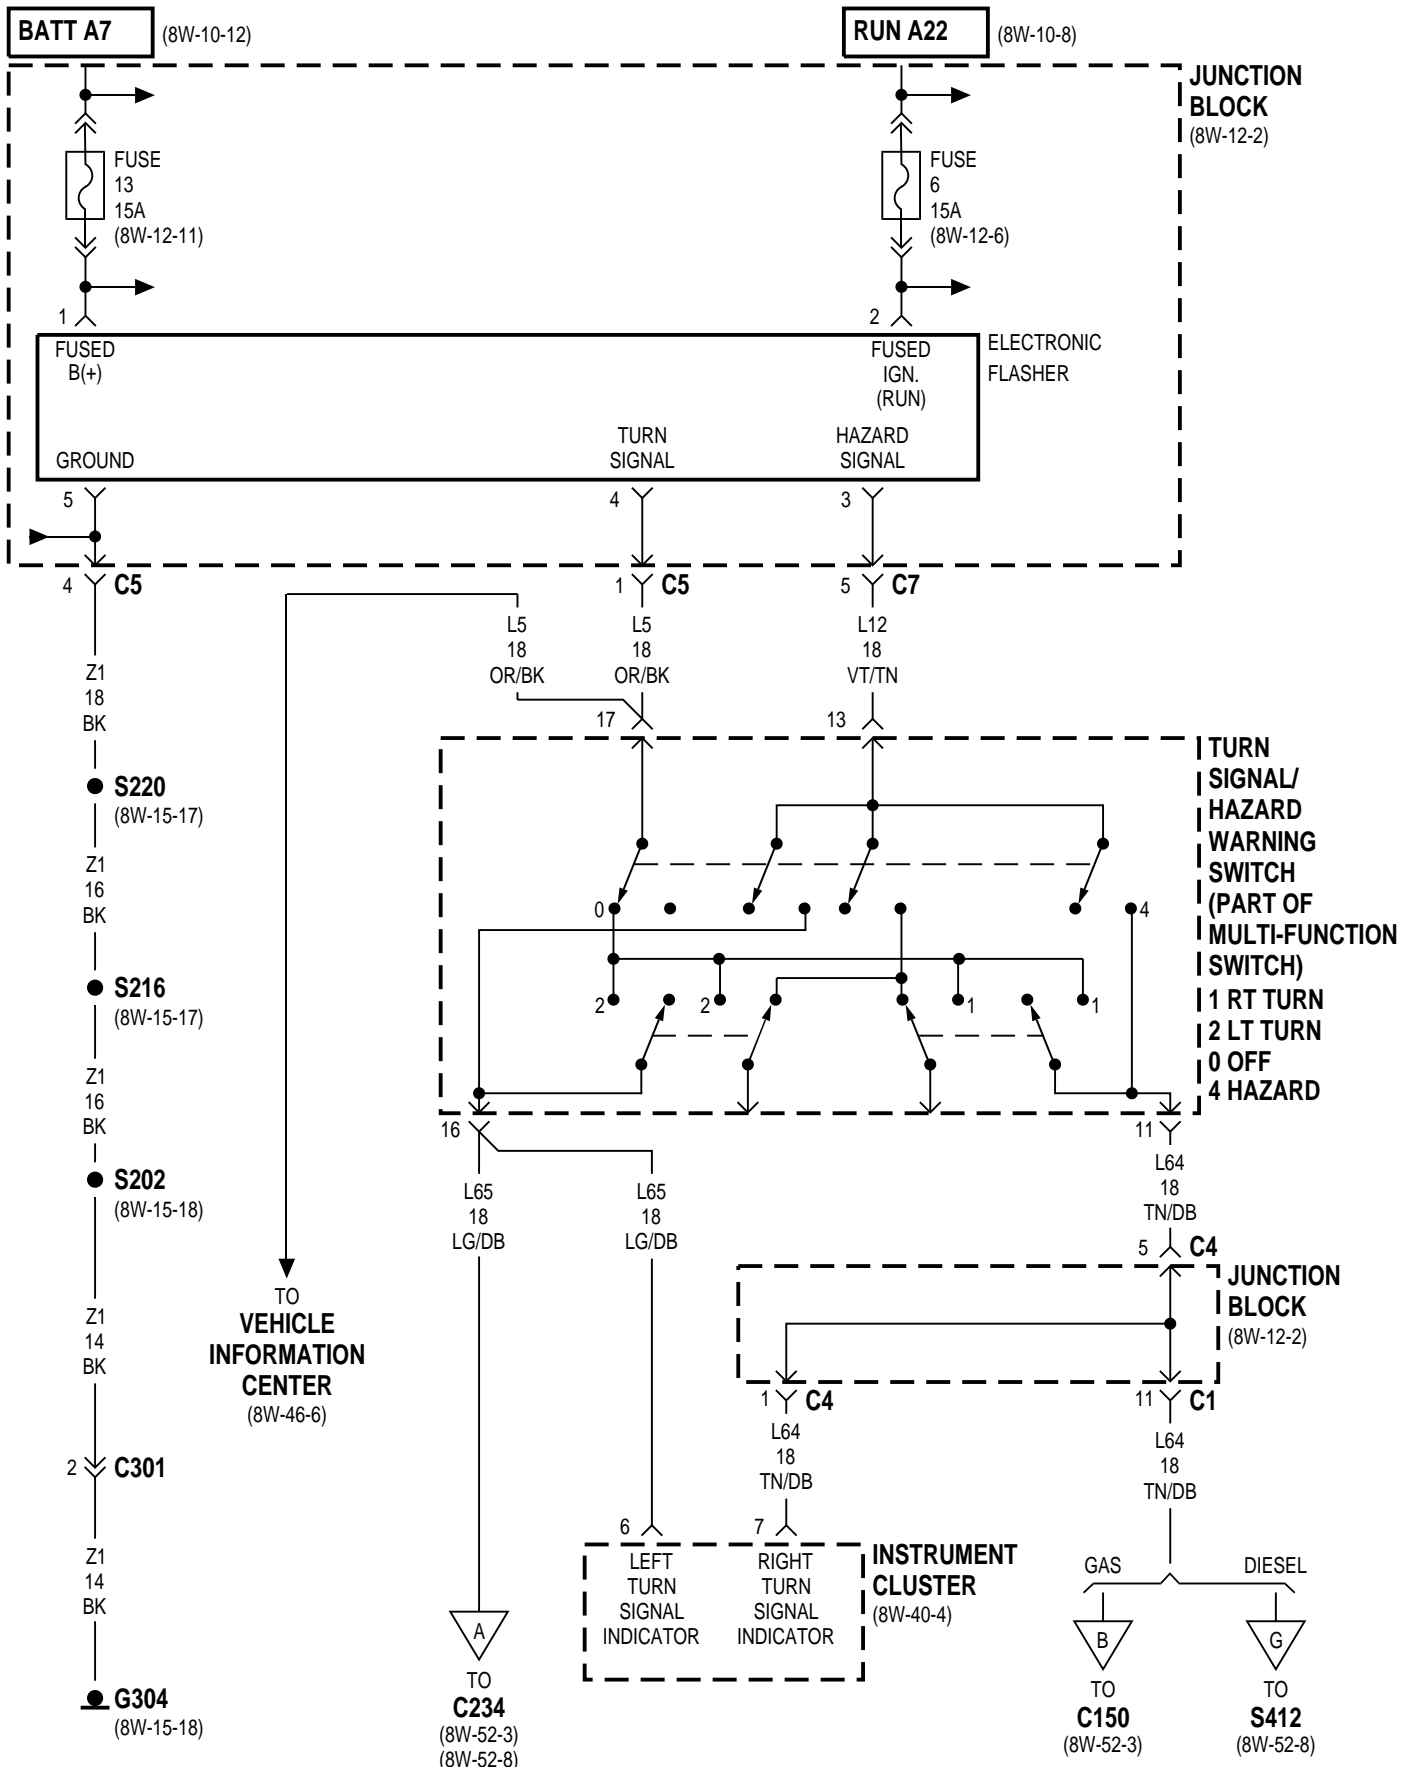 BATT A7
(8W-10-12)
RUN A22
(8W-10-8)
JUNCTION
BLOCK
(8W-12-2)
FUSE
13
15A
(8W-12-11)
FUSE
6
15A
(8W-12-6)
1
2
FUSED
B(+)
FUSED
IGN.
(RUN)
ELECTRONIC
FLASHER
GROUND
TURN
SIGNAL
HAZARD
SIGNAL
5
4
3
4
C5
1
C5
5
C7
L5
18
OR/BK
L5
18
OR/BK
L12
18
VT/TN
Z1
18
BK
17
13
S220
(8W-15-17)
TURN
SIGNAL/
HAZARD
WARNING
SWITCH
(PART OF
MULTI-FUNCTION
SWITCH)
1 RT TURN
2 LT TURN
0 OFF
4 HAZARD
Z1
16
BK
0
4
S216
(8W-15-17)
2
2
1
1
Z1
16
BK
16
11
S202
(8W-15-18)
L65
18
LG/DB
L65
18
LG/DB
L64
18
TN/DB
5
C4
JUNCTION
BLOCK
(8W-12-2)
Z1
14
BK
TO
VEHICLE
INFORMATION
CENTER
(8W-46-6)
1
C4
11
C1
L64
18
TN/DB
L64
18
TN/DB
2
C301
6
7
LEFT
TURN
SIGNAL
INDICATOR
RIGHT
TURN
SIGNAL
INDICATOR
INSTRUMENT
CLUSTER
(8W-40-4)
Z1
14
BK
GAS
DIESEL
A
B
G
TO
C234
(8W-52-3)
(8W-52-8)
TO
C150
(8W-52-3)
TO
S412
(8W-52-8)
G304
(8W-15-18)